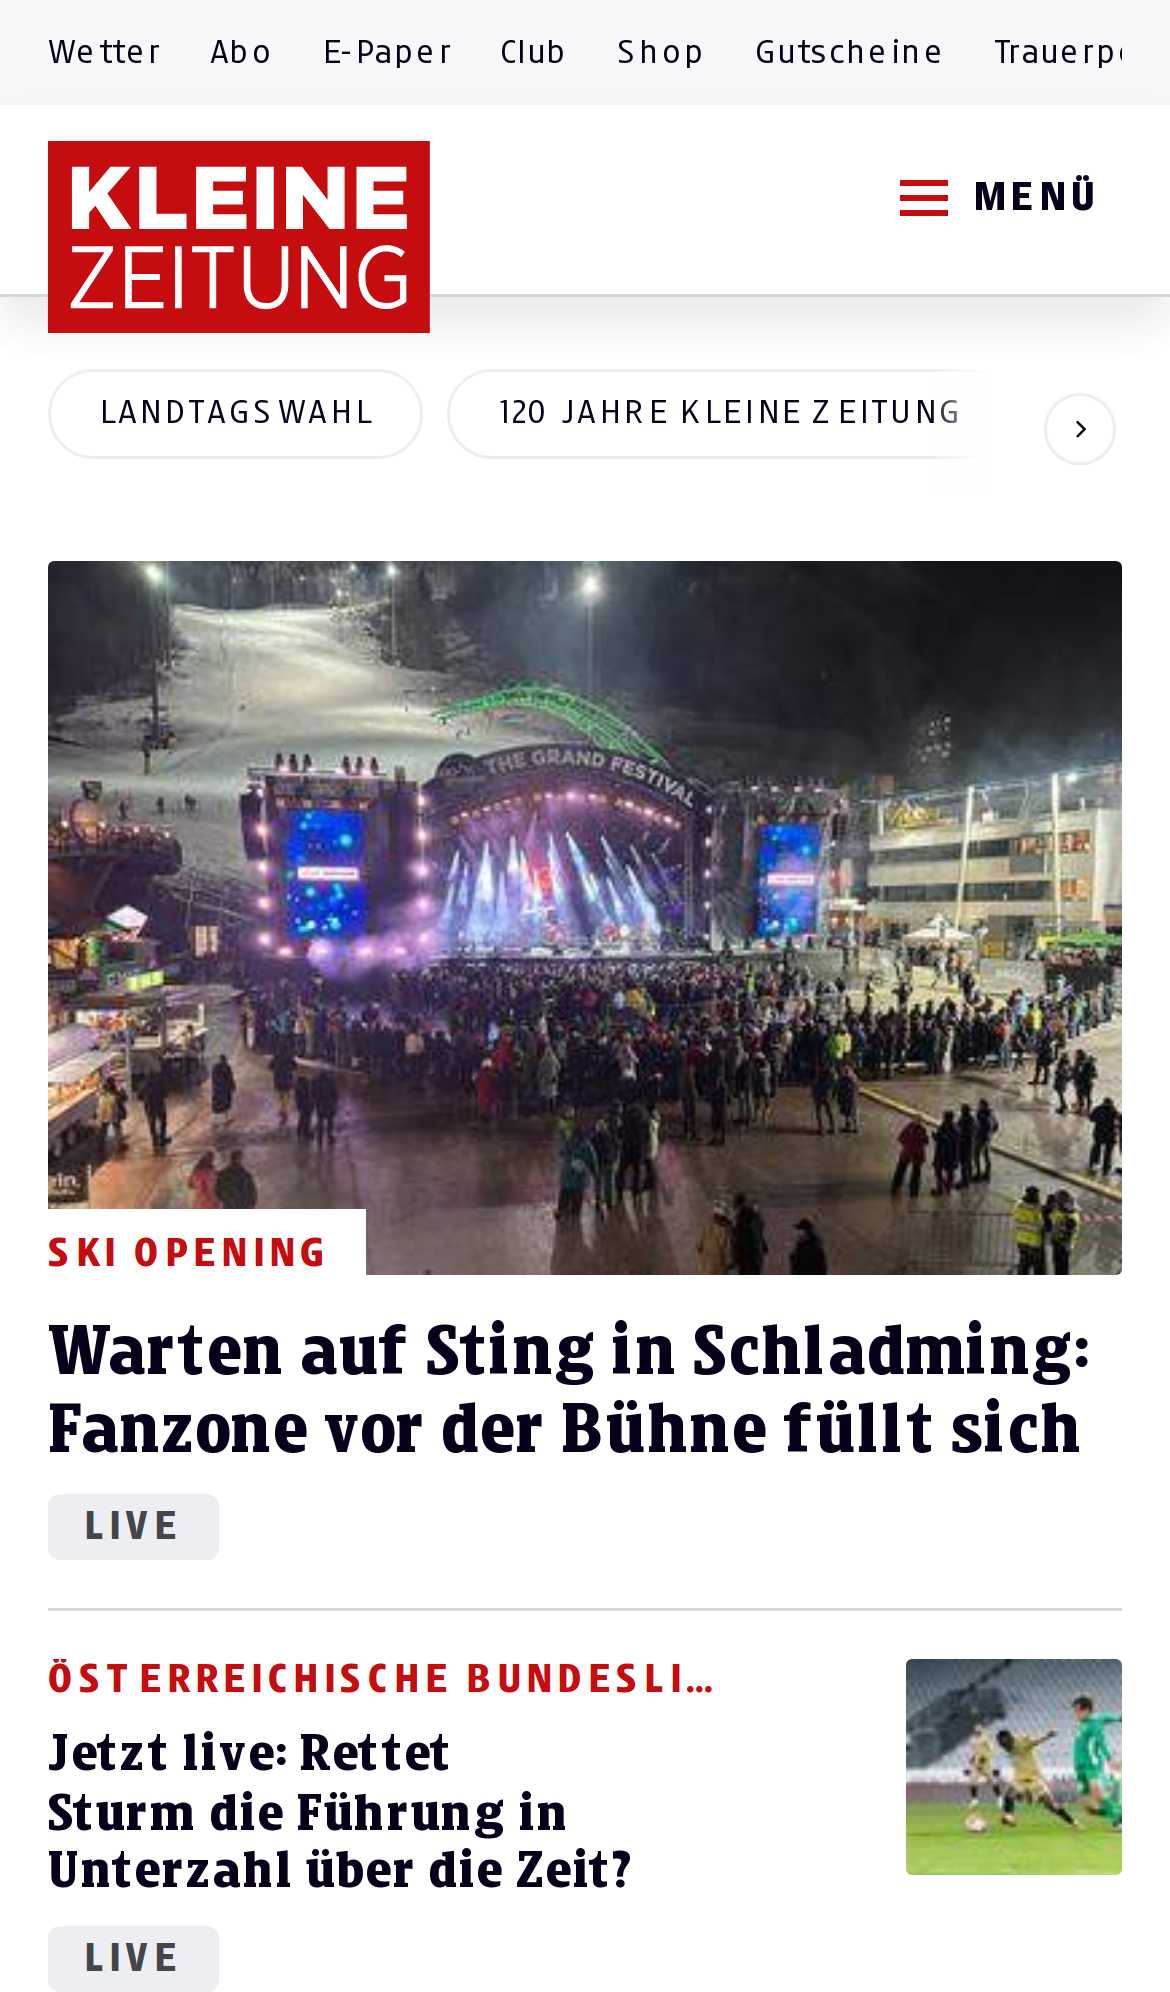 Wetter Abo E-Paper Club Shop Gutscheine
KLEINE
ZEITUNG
MENÜ
LANDTAGSWAHL 120 JAHRE KLEINE ZEITUNG
THE GRAND FESTIVAL
SKI OPENING
Warten auf Sting in Schladming:
Fanzone vor der Bühne füllt sich
LIVE
ÖSTERREICHISCHE BUNDESLI...
Jetzt live: Rettet
Sturm die Führung in
Unterzahl über die Zeit?
LIVE